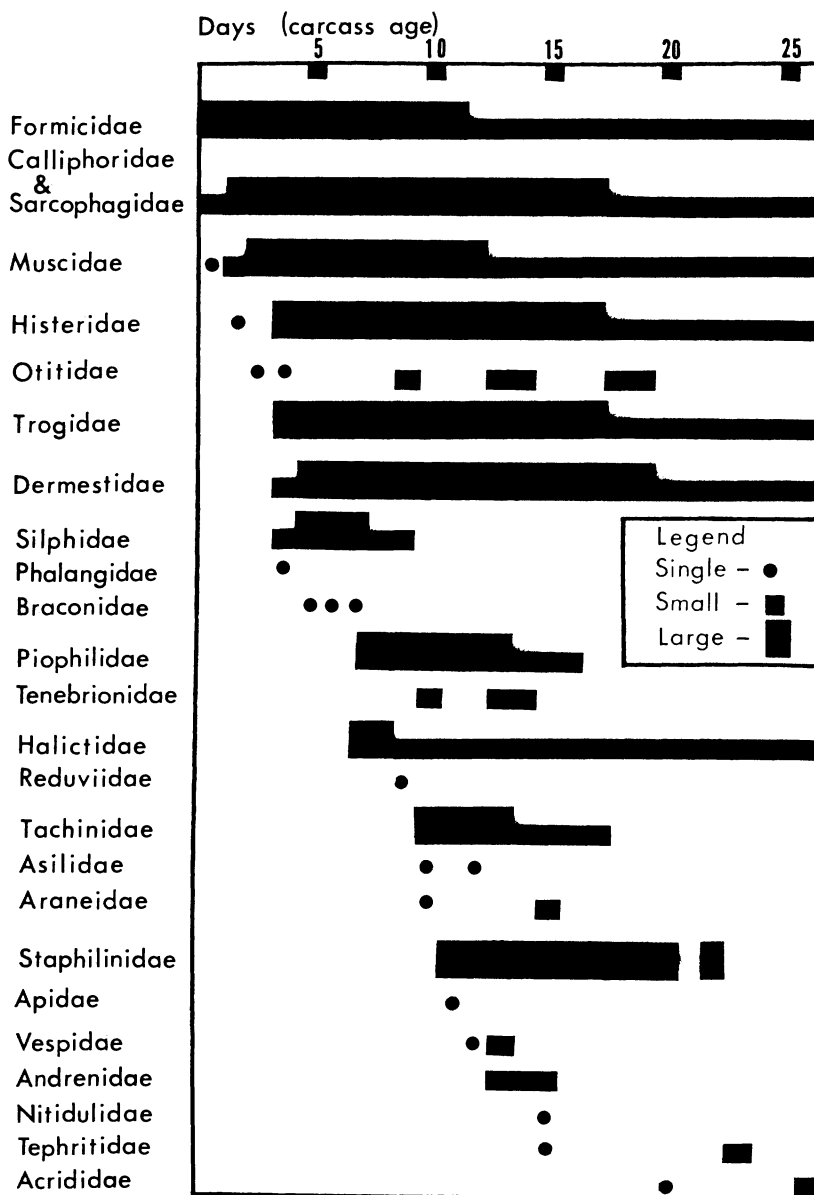 Days (carcass age)
5 10 15 20 25
Formicidae
Calliphoridae
&
Sarcophagidae
Muscidae
Histeridae
Otitidae
Trogidae
Dermestidae
Silphidae
Phalangidae
Braconidae
Piophilidae
Tenebrionidae
Halictidae
Reduviidae
Tachinidae
Asilidae
Araneidae
Staphilinidae
Apidae
Vespidae
Andrenidae
Nitidulidae
Tephritidae
Acrididae
Legend
Single -
Small -
Large -